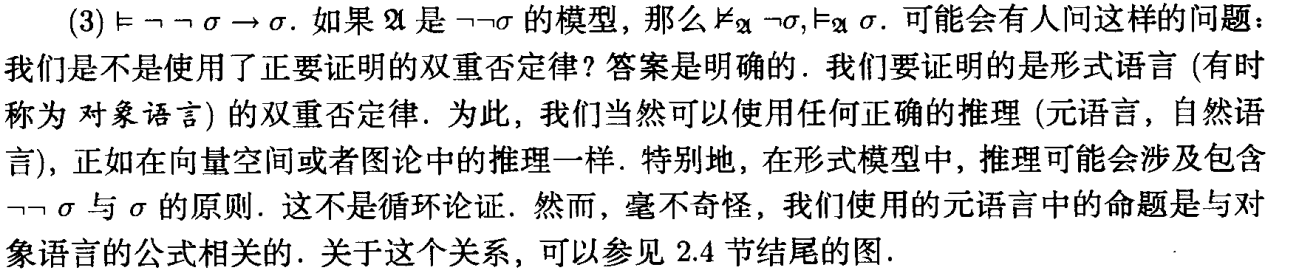 (3) ⊨ ¬ ¬ σ → σ. 如果 𝔄 是 ¬¬σ 的模型, 那么 ⊭_𝔄 ¬σ, ⊨_𝔄 σ. 可能会有人问这样的问题:
我们是不是使用了正要证明的双重否定律? 答案是明确的. 我们要证明的是形式语言 (有时
称为 对象语言) 的双重否定律. 为此, 我们当然可以使用任何正确的推理 (元语言, 自然语
言), 正如在向量空间或者图论中的推理一样. 特别地, 在形式模型中, 推理可能会涉及包含
¬¬ σ 与 σ 的原则. 这不是循环论证. 然而, 毫不奇怪, 我们使用的元语言中的命题是与对
象语言的公式相关的. 关于这个关系, 可以参见 2.4 节结尾的图.